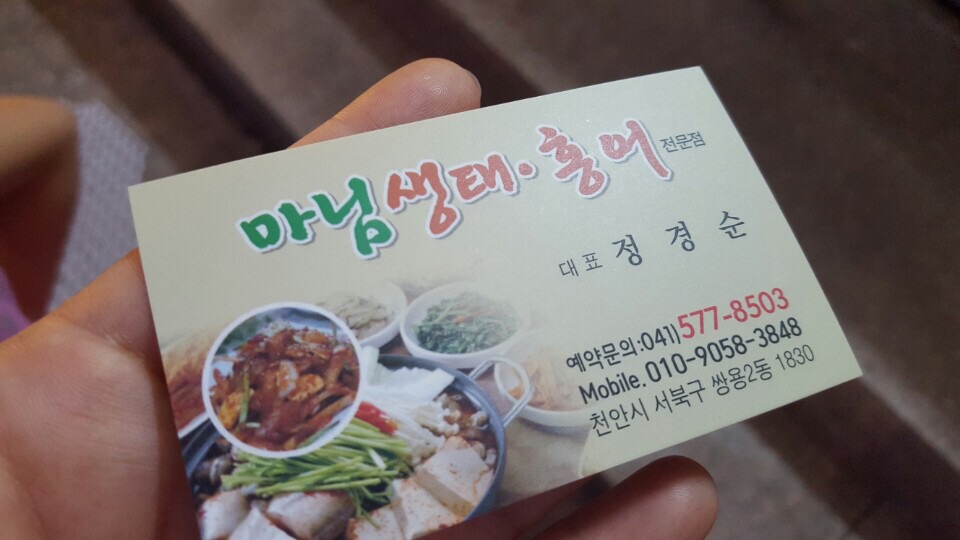 마님생태·홍어 전문점
대표 정경순
예약문의:041)577-8503
Mobile. 010-9058-3848
천안시 서북구 쌍용2동 1830